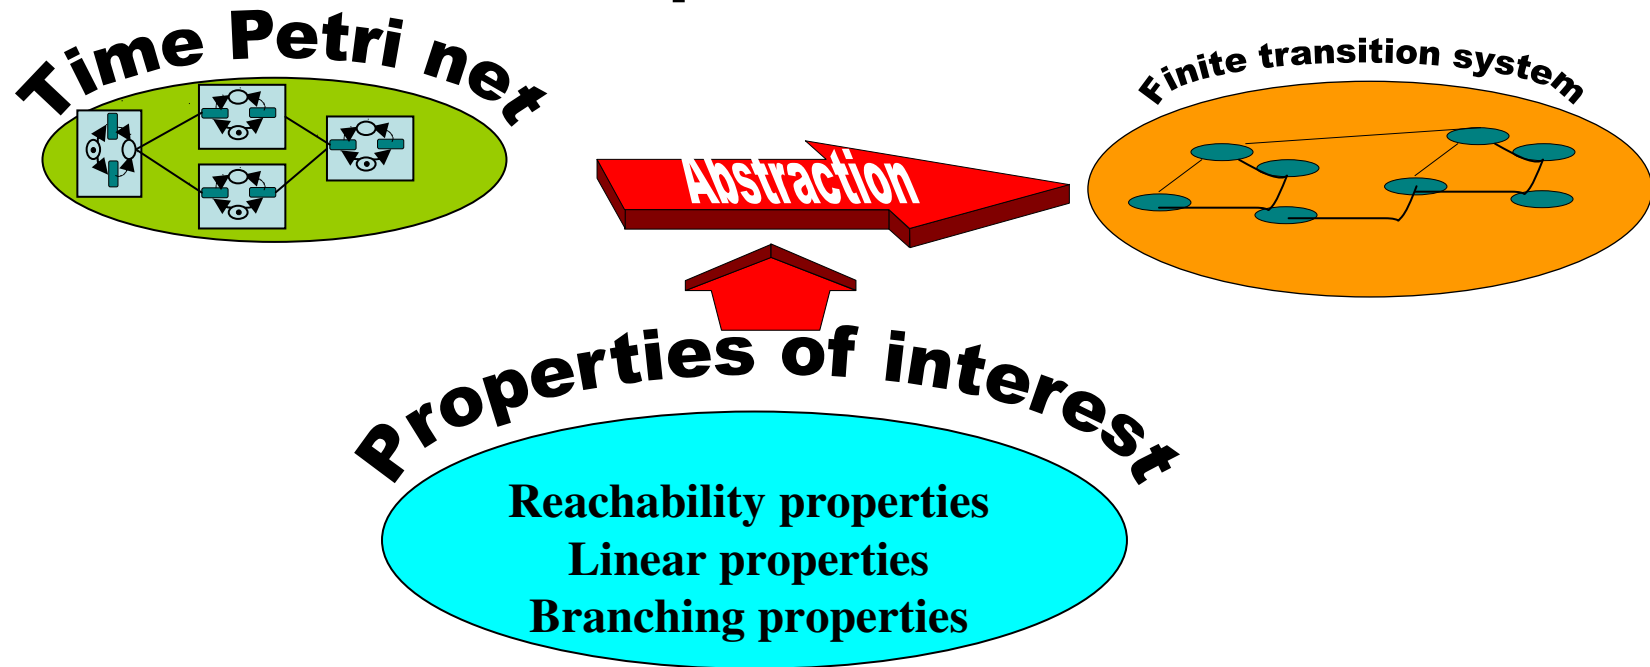 Time Petri net
Finite transition system
Abstraction
Properties of interest
Reachability properties
Linear properties
Branching properties